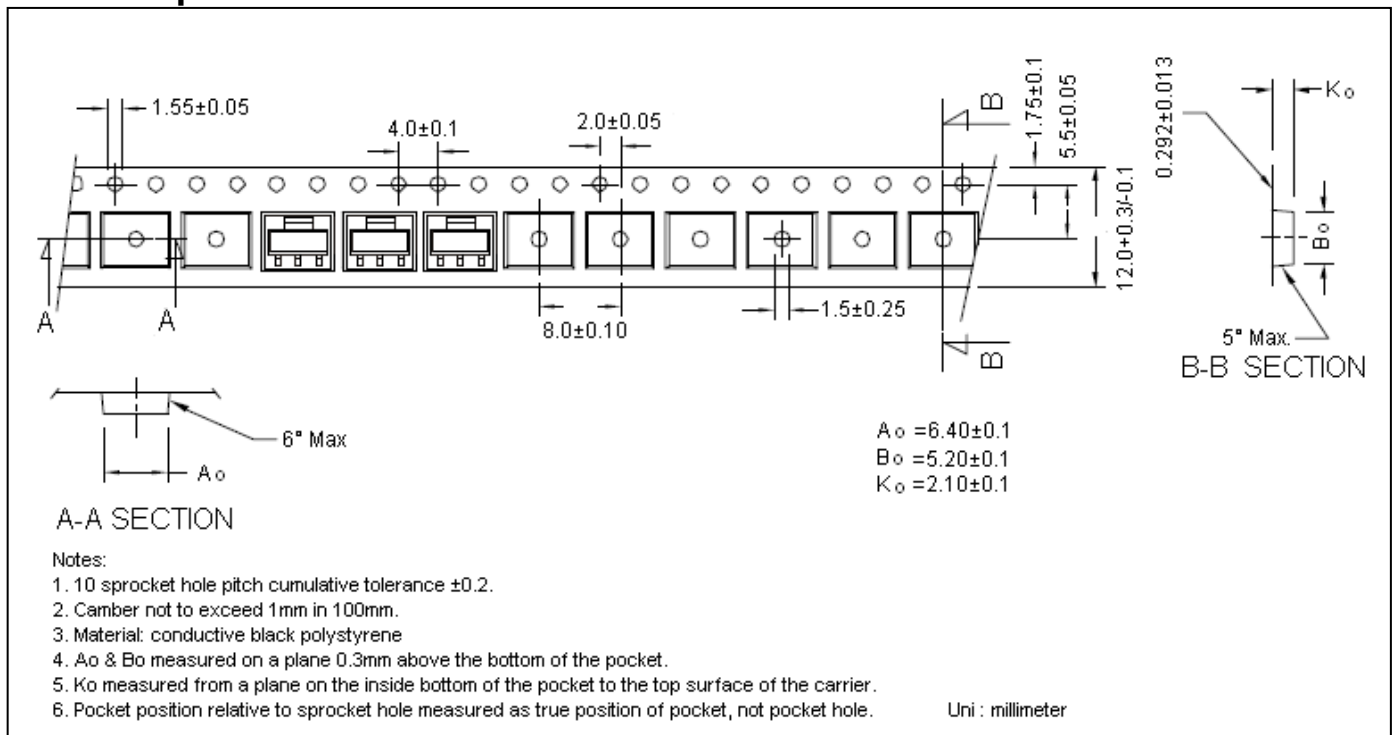 1.55±0.05
4.0±0.1
2.0±0.05
B
1.75±0.1
5.5±0.05
0.292±0.013
Ko
12.0+0.3/-0.1
Bo
A
A
8.0±0.10
1.5±0.25
B
5° Max.
B-B SECTION
6° Max
Ao
A-A SECTION
Ao =6.40±0.1
Bo =5.20±0.1
Ko =2.10±0.1
Notes:
1. 10 sprocket hole pitch cumulative tolerance ±0.2.
2. Camber not to exceed 1mm in 100mm.
3. Material: conductive black polystyrene
4. Ao & Bo measured on a plane 0.3mm above the bottom of the pocket.
5. Ko measured from a plane on the inside bottom of the pocket to the top surface of the carrier.
6. Pocket position relative to sprocket hole measured as true position of pocket, not pocket hole.
Uni : millimeter